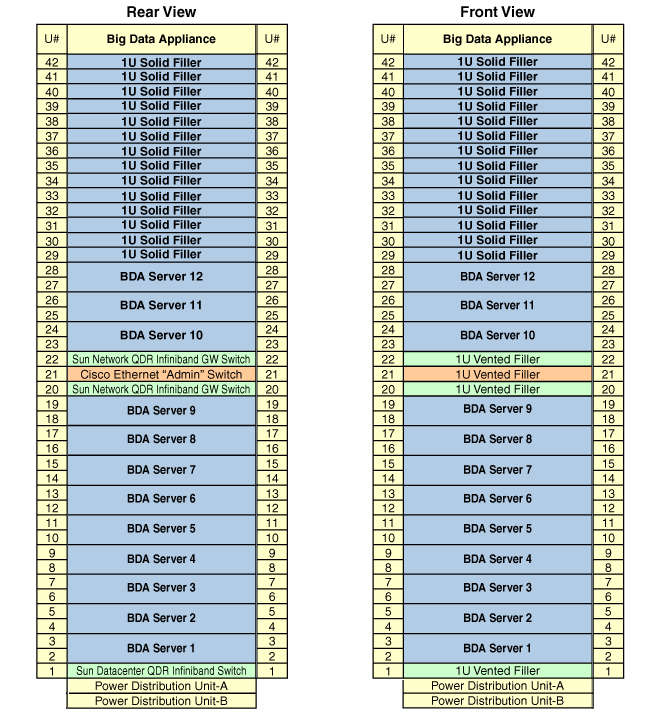 Rear View
U# Big Data Appliance U#
42 1U Solid Filler 42
41 1U Solid Filler 41
40 1U Solid Filler 40
39 1U Solid Filler 39
38 1U Solid Filler 38
37 1U Solid Filler 37
36 1U Solid Filler 36
35 1U Solid Filler 35
34 1U Solid Filler 34
33 1U Solid Filler 33
32 1U Solid Filler 32
31 1U Solid Filler 31
30 1U Solid Filler 30
29 1U Solid Filler 29
28 28
BDA Server 12
27 27
26 26
BDA Server 11
25 25
24 24
BDA Server 10
23 23
22 Sun Network QDR Infiniband GW Switch 22
21 Cisco Ethernet “Admin” Switch 21
20 Sun Network QDR Infiniband GW Switch 20
19 19
BDA Server 9
18 18
17 17
BDA Server 8
16 16
15 15
BDA Server 7
14 14
13 13
BDA Server 6
12 12
11 11
BDA Server 5
10 10
9 9
BDA Server 4
8 8
7 7
BDA Server 3
6 6
5 5
BDA Server 2
4 4
3 3
BDA Server 1
2 2
1 Sun Datacenter QDR Infiniband Switch 1
Power Distribution Unit-A
Power Distribution Unit-B
Front View
U# Big Data Appliance U#
42 1U Solid Filler 42
41 1U Solid Filler 41
40 1U Solid Filler 40
39 1U Solid Filler 39
38 1U Solid Filler 38
37 1U Solid Filler 37
36 1U Solid Filler 36
35 1U Solid Filler 35
34 1U Solid Filler 34
33 1U Solid Filler 33
32 1U Solid Filler 32
31 1U Solid Filler 31
30 1U Solid Filler 30
29 1U Solid Filler 29
28 28
BDA Server 12
27 27
26 26
BDA Server 11
25 25
24 24
BDA Server 10
23 23
22 1U Vented Filler 22
21 1U Vented Filler 21
20 1U Vented Filler 20
19 19
BDA Server 9
18 18
17 17
BDA Server 8
16 16
15 15
BDA Server 7
14 14
13 13
BDA Server 6
12 12
11 11
BDA Server 5
10 10
9 9
BDA Server 4
8 8
7 7
BDA Server 3
6 6
5 5
BDA Server 2
4 4
3 3
BDA Server 1
2 2
1 1U Vented Filler 1
Power Distribution Unit-A
Power Distribution Unit-B